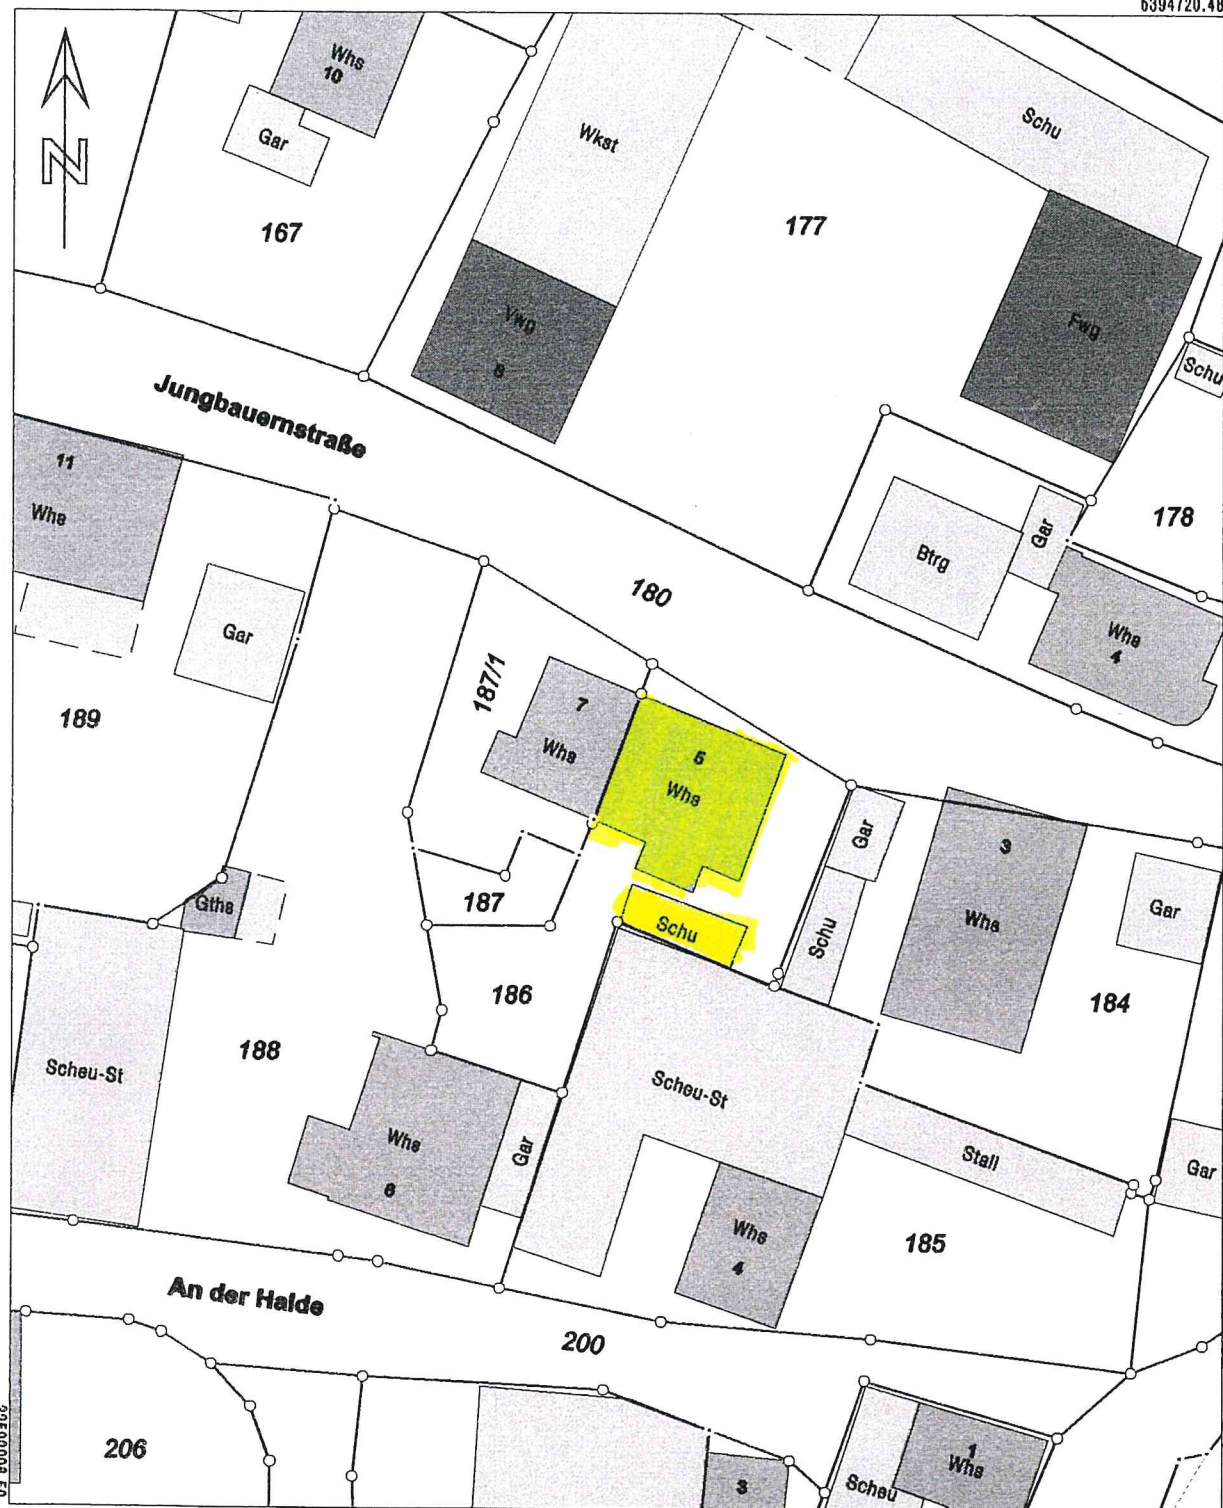 6394720.48
N
Whs
10
Gar
167
Wkst
Schu
177
Vwg
8
Fwg
Schu
Jungbauernstraße
11
Whs
178
Btrg
Gar
Whs
4
180
Gar
187/1
189
7
Whs
5
Whs
Gar
3
Whs
Gar
Gths
187
Schu
Schu
186
184
188
Scheu-St
Scheu-St
Whs
6
Gar
Stall
Gar
Whs
4
185
An der Halde
200
206
3
Scheu
1
Whs